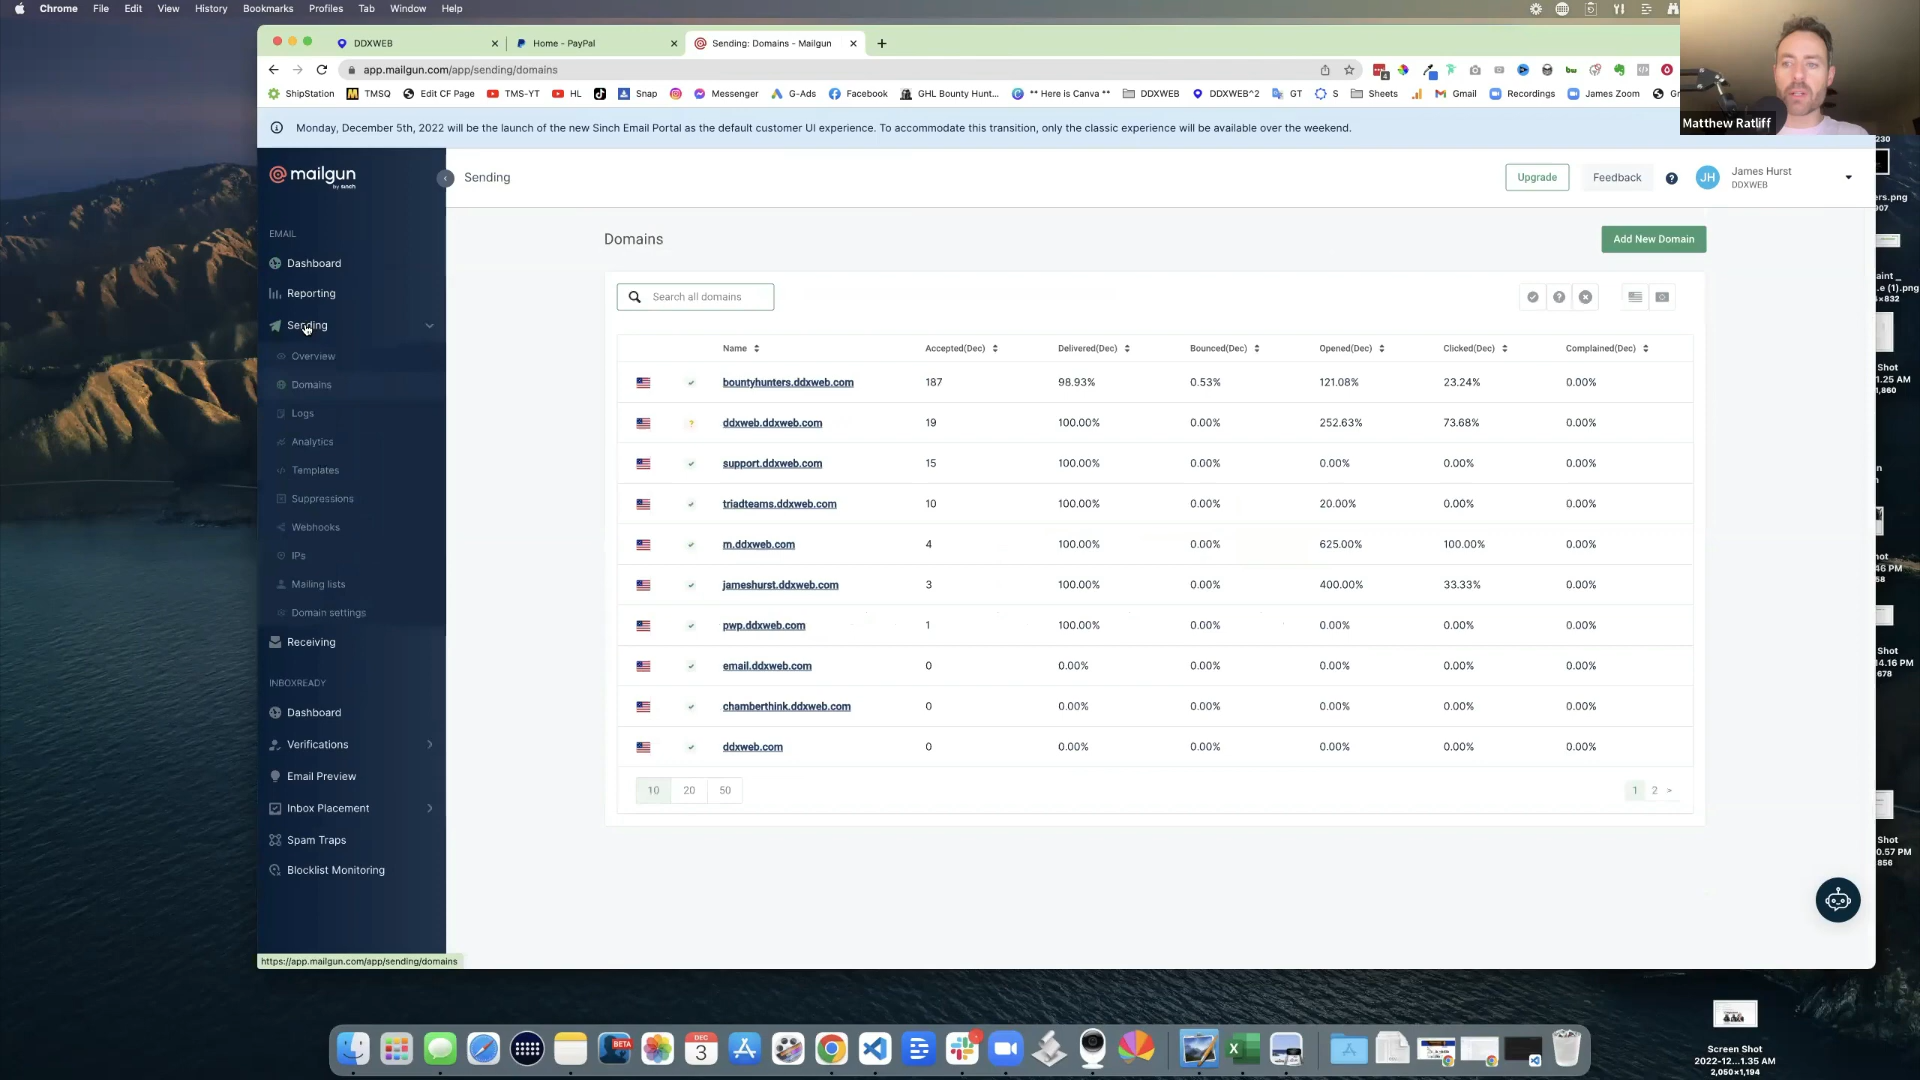 Chrome File Edit View History Bookmarks Profiles Tab Window Help
DDXWEB
Home - PayPal
Sending: Domains - Mailgun
app.mailgun.com/app/sending/domains
ShipStation TMSQ Edit CF Page TMS-YT HL Snap Messenger G-Ads Facebook GHL Bounty Hunt... ** Here is Canva ** DDXWEB DDXWEB^2 GT S Sheets Gmail Recordings James Zoom
Matthew Ratliff
Monday, December 5th, 2022 will be the launch of the new Sinch Email Portal as the default customer UI experience. To accommodate this transition, only the classic experience will be available over the weekend.
mailgun
by sinch
Sending
Upgrade
Feedback
JH
James Hurst
DDXWEB
EMAIL
Dashboard
Reporting
Sending
Overview
Domains
Logs
Analytics
Templates
Suppressions
Webhooks
IPs
Mailing lists
Domain settings
Receiving
INBOXREADY
Dashboard
Verifications
Email Preview
Inbox Placement
Spam Traps
Blocklist Monitoring
Domains
Add New Domain
Search all domains
Name Accepted(Dec) Delivered(Dec) Bounced(Dec) Opened(Dec) Clicked(Dec) Complained(Dec)
bountyhunters.ddxweb.com 187 98.93% 0.53% 121.08% 23.24% 0.00%
ddxweb.ddxweb.com 19 100.00% 0.00% 252.63% 73.68% 0.00%
support.ddxweb.com 15 100.00% 0.00% 0.00% 0.00% 0.00%
triadteams.ddxweb.com 10 100.00% 0.00% 20.00% 0.00% 0.00%
m.ddxweb.com 4 100.00% 0.00% 625.00% 100.00% 0.00%
jameshurst.ddxweb.com 3 100.00% 0.00% 400.00% 33.33% 0.00%
pwp.ddxweb.com 1 100.00% 0.00% 0.00% 0.00% 0.00%
email.ddxweb.com 0 0.00% 0.00% 0.00% 0.00% 0.00%
chamberthink.ddxweb.com 0 0.00% 0.00% 0.00% 0.00% 0.00%
ddxweb.com 0 0.00% 0.00% 0.00% 0.00% 0.00%
10 20 50
1 2 >
https://app.mailgun.com/app/sending/domains
DEC
3
BETA
Screen Shot
2022-12...1.35 AM
2,050×1,194